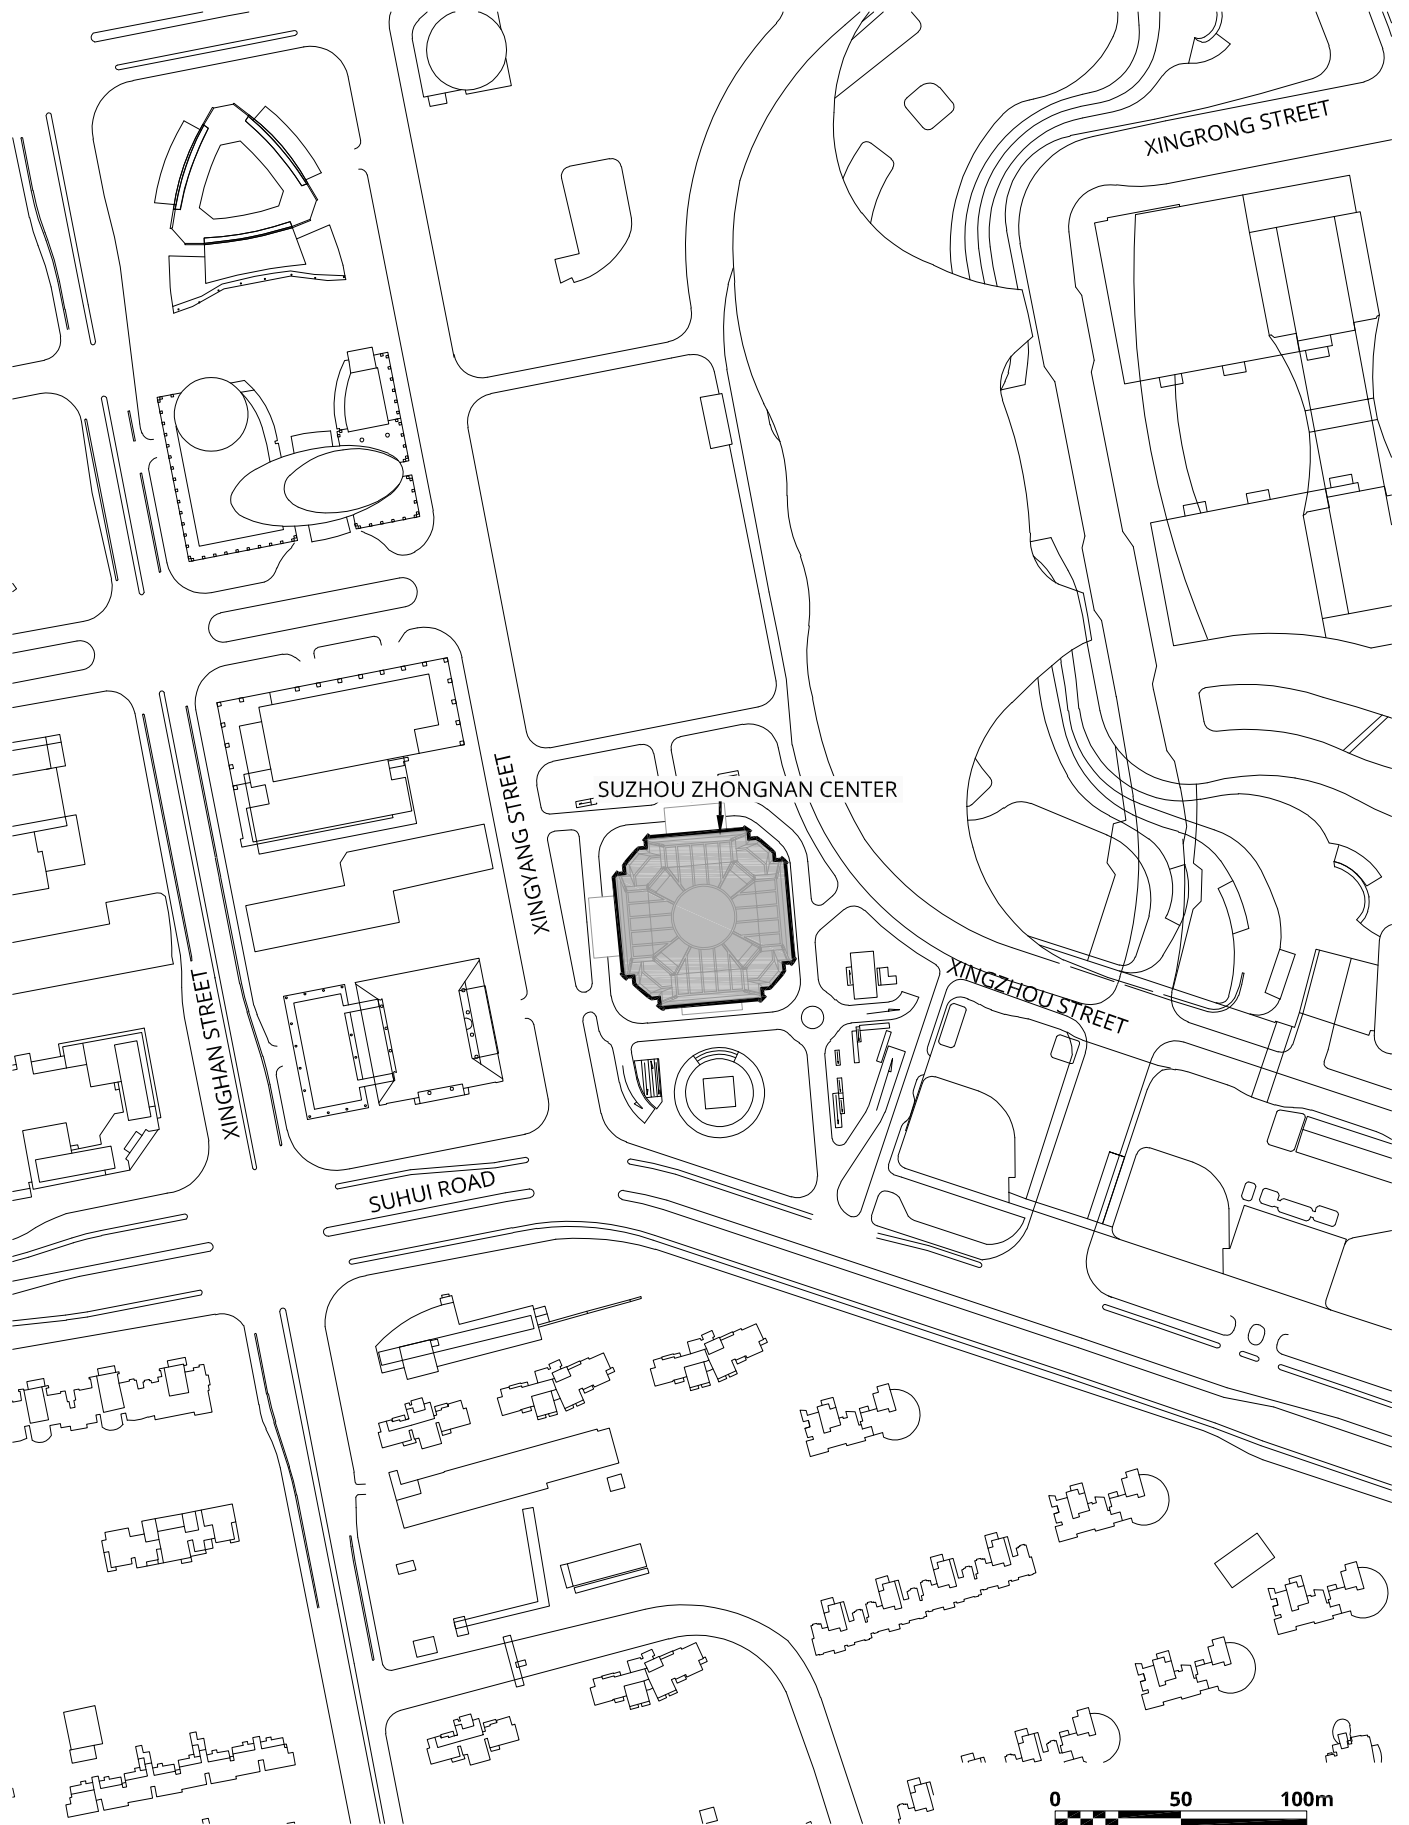 XINGRONG STREET
SUZHOU ZHONGNAN CENTER
XINGYANG STREET
XINGZHOU STREET
XINGHAN STREET
SUHUI ROAD
0 50 100m